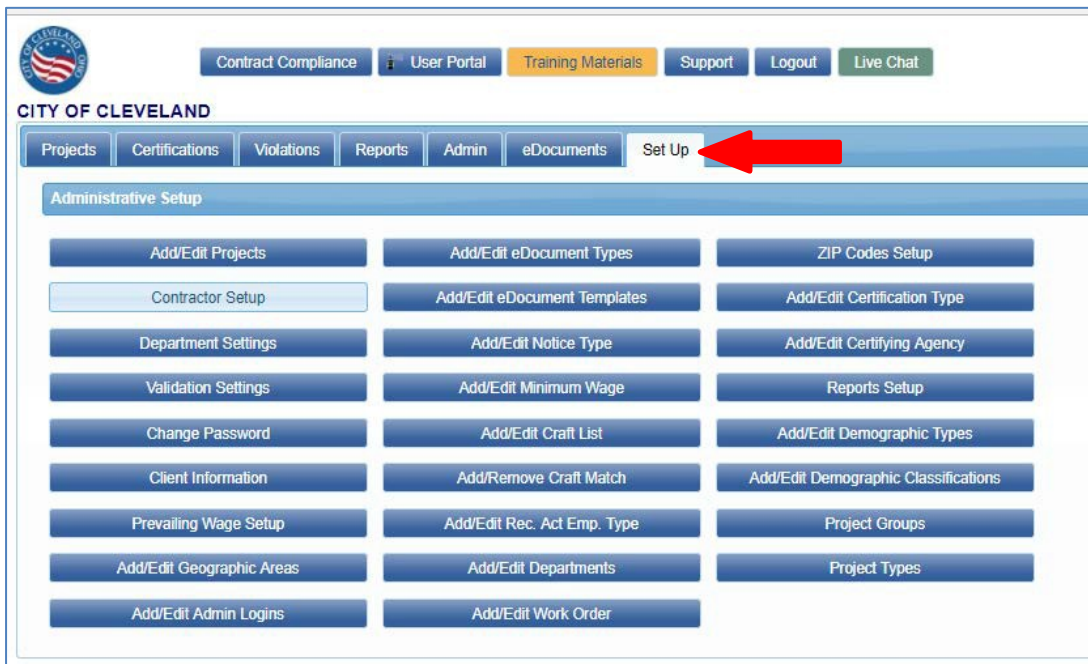 CITY OF CLEVELAND OHIO
Contract Compliance User Portal Training Materials Support Logout Live Chat
CITY OF CLEVELAND
Projects Certifications Violations Reports Admin eDocuments Set Up
Administrative Setup
Add/Edit Projects Add/Edit eDocument Types ZIP Codes Setup
Contractor Setup Add/Edit eDocument Templates Add/Edit Certification Type
Department Settings Add/Edit Notice Type Add/Edit Certifying Agency
Validation Settings Add/Edit Minimum Wage Reports Setup
Change Password Add/Edit Craft List Add/Edit Demographic Types
Client Information Add/Remove Craft Match Add/Edit Demographic Classifications
Prevailing Wage Setup Add/Edit Rec. Act Emp. Type Project Groups
Add/Edit Geographic Areas Add/Edit Departments Project Types
Add/Edit Admin Logins Add/Edit Work Order